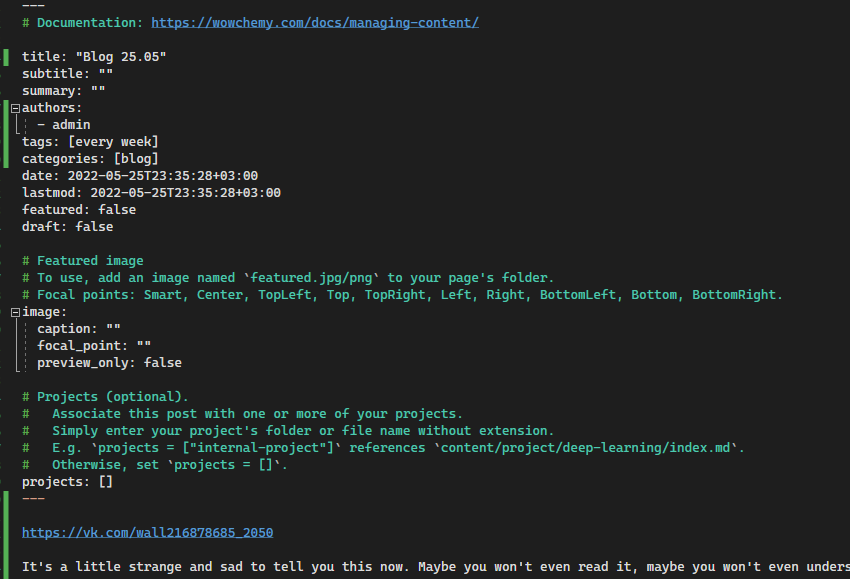 ---
# Documentation: https://wowchemy.com/docs/managing-content/
title: "Blog 25.05"
subtitle: ""
summary: ""
authors:
- admin
tags: [every week]
categories: [blog]
date: 2022-05-25T23:35:28+03:00
lastmod: 2022-05-25T23:35:28+03:00
featured: false
draft: false
# Featured image
# To use, add an image named `featured.jpg/png` to your page's folder.
# Focal points: Smart, Center, TopLeft, Top, TopRight, Left, Right, BottomLeft, Bottom, BottomRight.
image:
caption: ""
focal_point: ""
preview_only: false
# Projects (optional).
#   Associate this post with one or more of your projects.
#   Simply enter your project's folder or file name without extension.
#   E.g. `projects = ["internal-project"]` references `content/project/deep-learning/index.md`.
#   Otherwise, set `projects = []`.
projects: []
---
https://vk.com/wall216878685_2050
It's a little strange and sad to tell you this now. Maybe you won't even read it, maybe you won't even unders